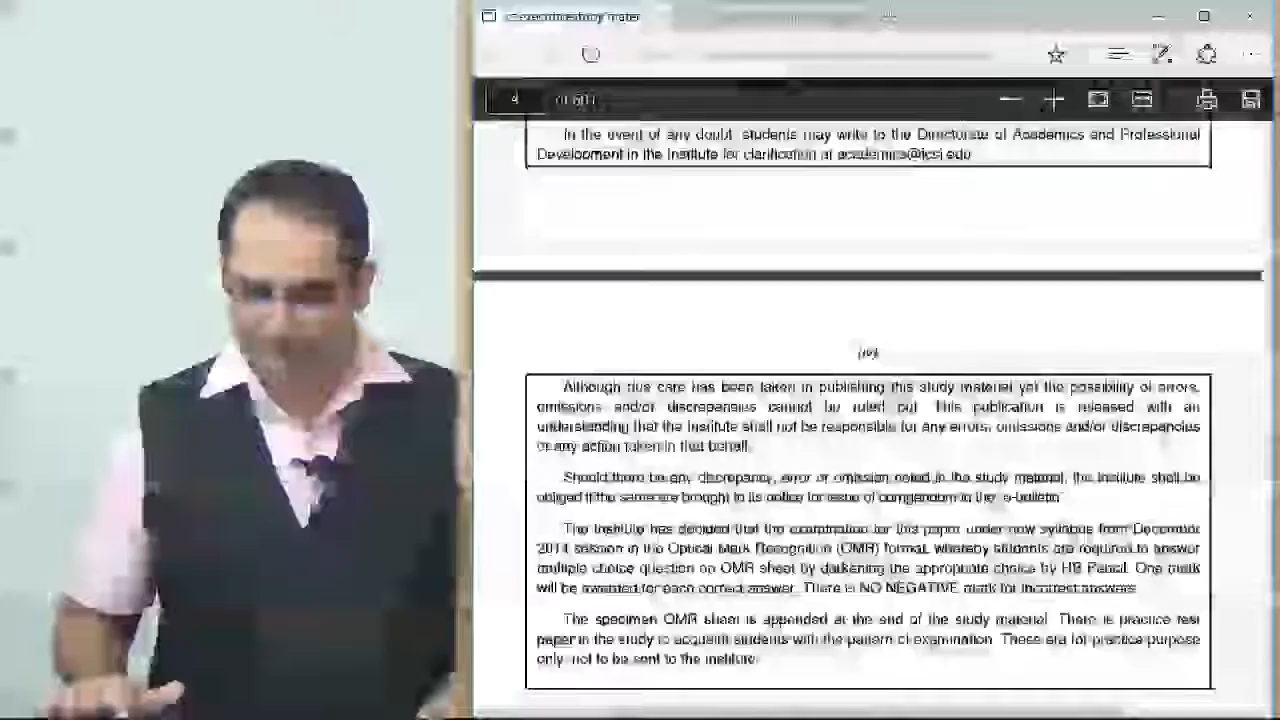 4
In the event of any doubt, students may write to the Directorate of Academics and Professional
Development in the Institute for clarification at academics@icsi.edu
(iv)
Although due care has been taken in publishing this study material yet the possibility of errors,
omissions and/or discrepancies cannot be ruled out. This publication is released with an
understanding that the Institute shall not be responsible for any errors, omissions and/or discrepancies
or any action taken in that behalf.
Should there be any discrepancy, error or omission noted in the study material, the Institute shall be
obliged if the same are brought to its notice for issue of corrigendum in the 'e-bulletin'
The Institute has decided that the examination for this paper under new syllabus from December
2014 session in the Optical Mark Recognition (OMR) format, whereby students are required to answer
multiple choice question on OMR sheet by darkening the appropriate choice by HB Pencil. One mark
will be awarded for each correct answer. There is NO NEGATIVE mark for incorrect answers.
The specimen OMR sheet is appended at the end of the study material. There is practice test
paper in the study to acquaint students with the pattern of examination. These are for practice purpose
only not to be sent to the institute.